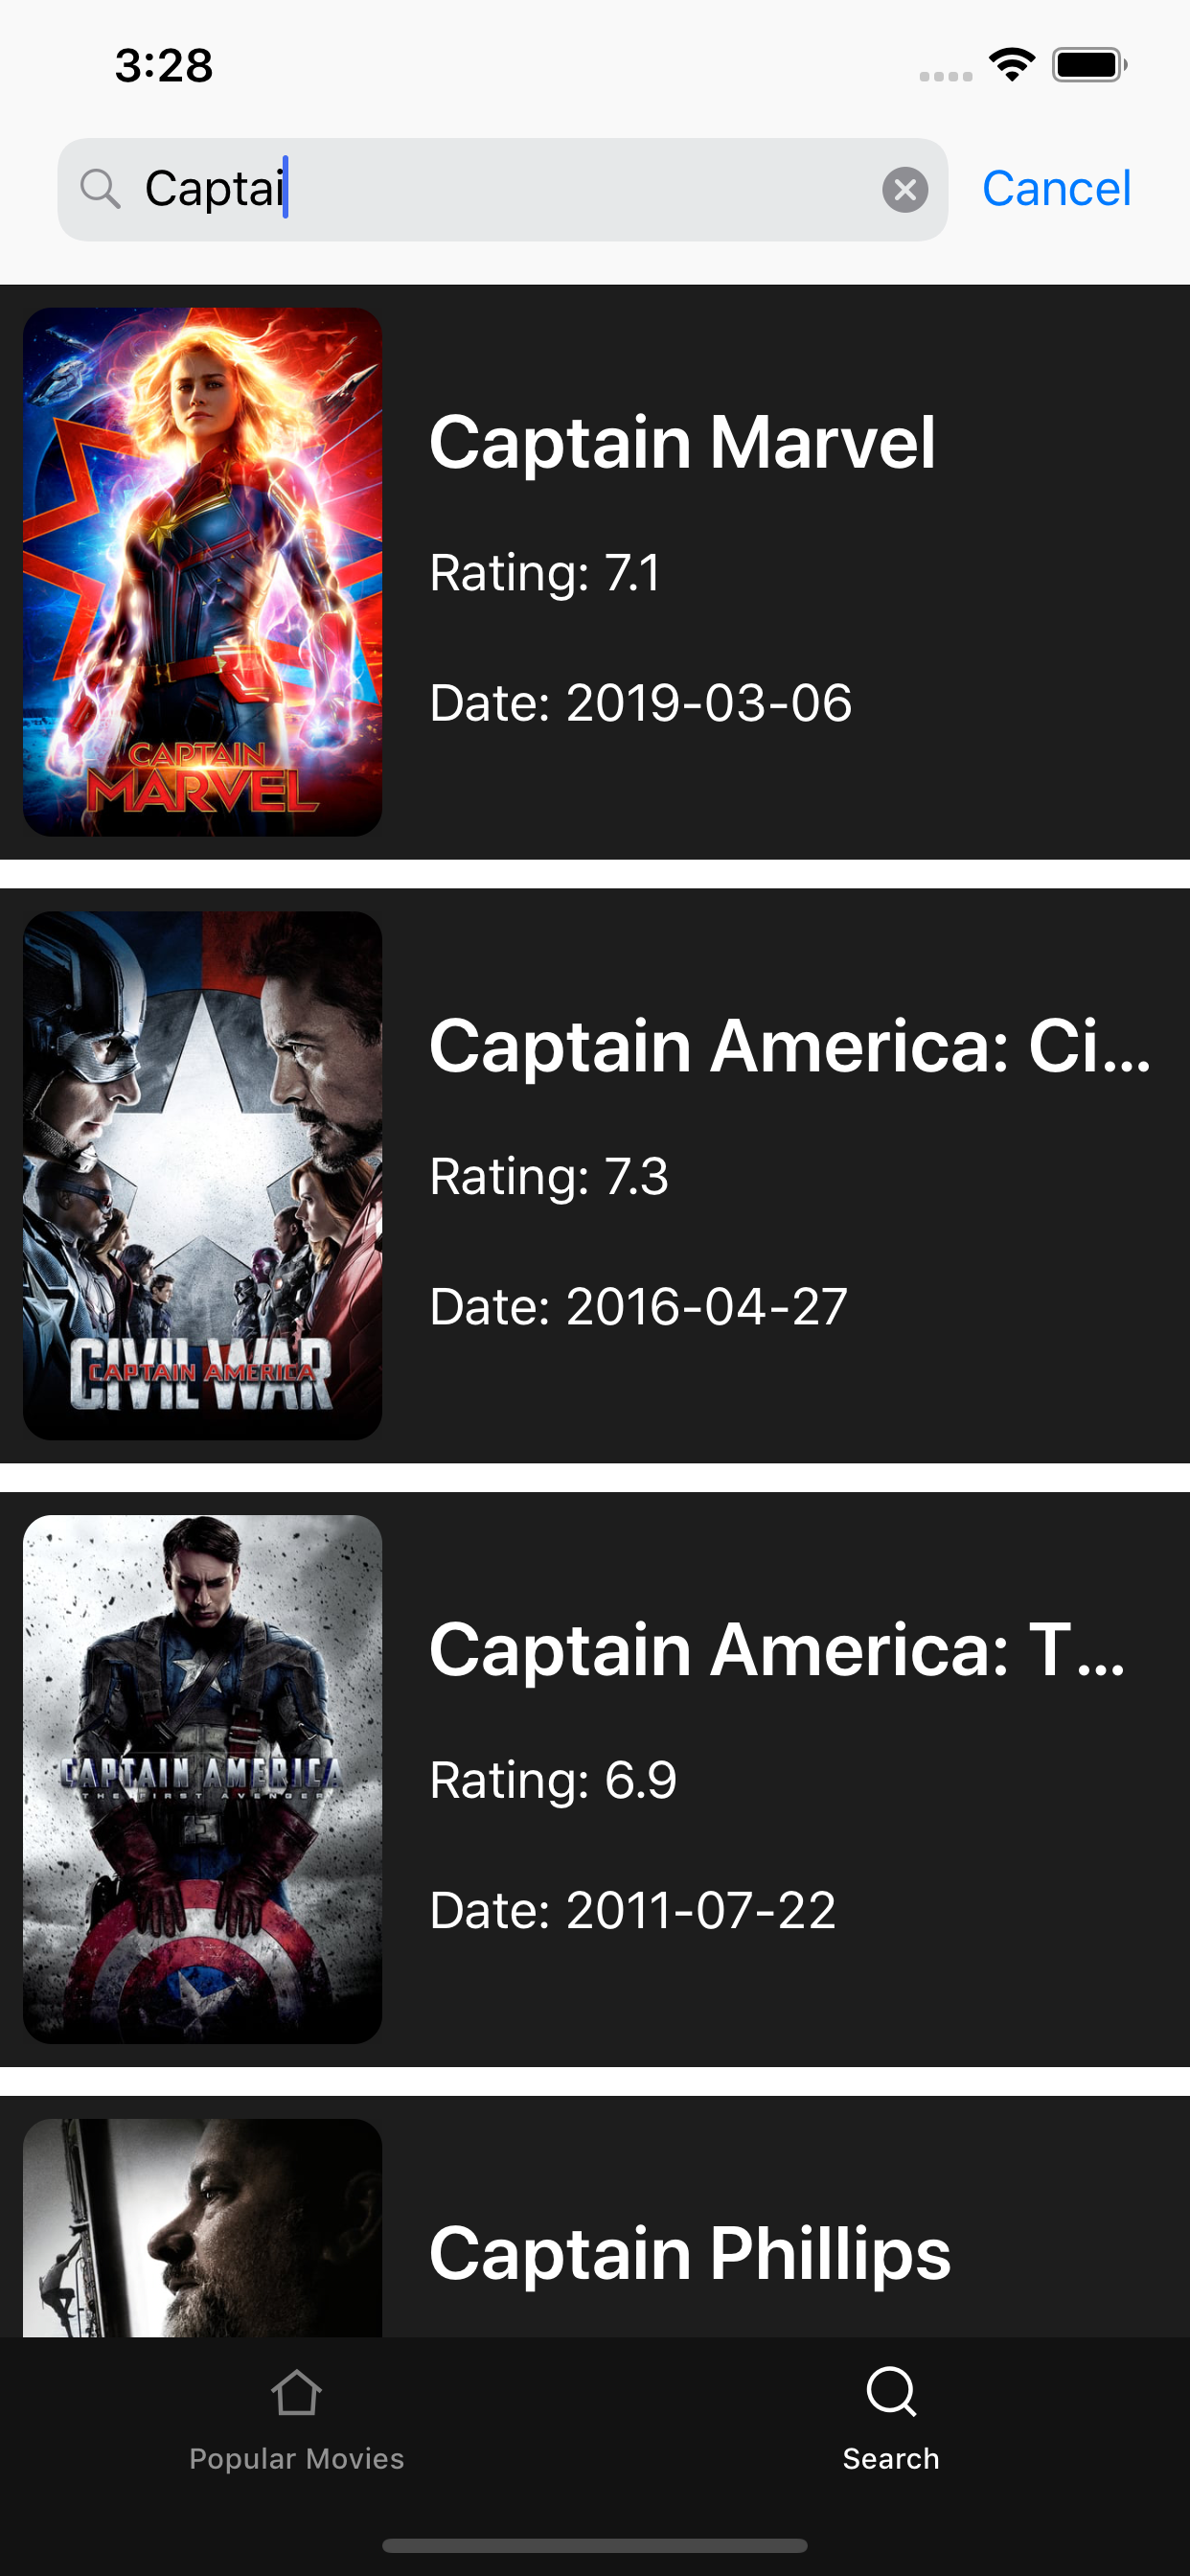 3:28
Captai
Cancel
CAPTAIN
MARVEL
Captain Marvel
Rating: 7.1
Date: 2019-03-06
CIVIL WAR
CAPTAIN AMERICA
Captain America: Ci...
Rating: 7.3
Date: 2016-04-27
CAPTAIN AMERICA
THE FIRST AVENGER
Captain America: T...
Rating: 6.9
Date: 2011-07-22
Captain Phillips
Popular Movies
Search